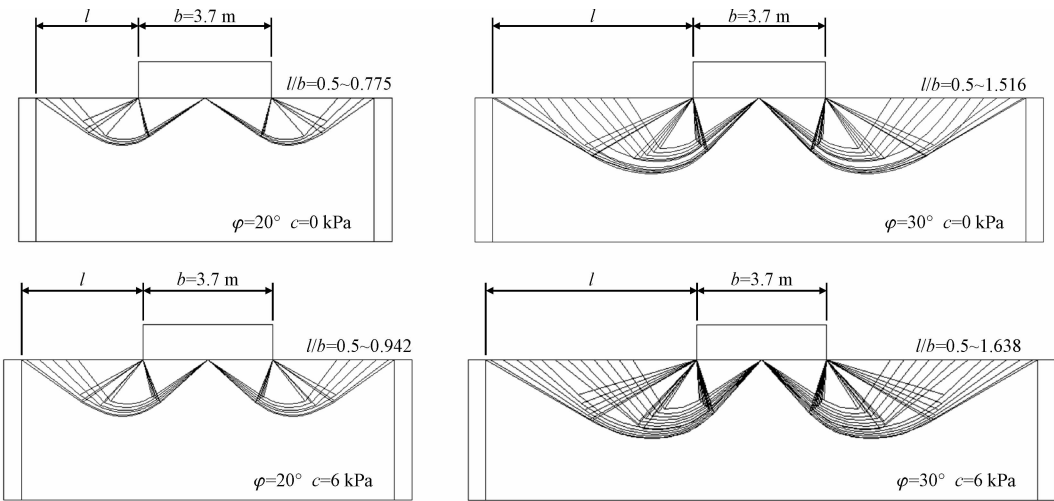 l
b=3.7 m
l/b=0.5~0.775
φ=20° c=0 kPa
l
b=3.7 m
l/b=0.5~1.516
φ=30° c=0 kPa
l
b=3.7 m
l/b=0.5~0.942
φ=20° c=6 kPa
l
b=3.7 m
l/b=0.5~1.638
φ=30° c=6 kPa